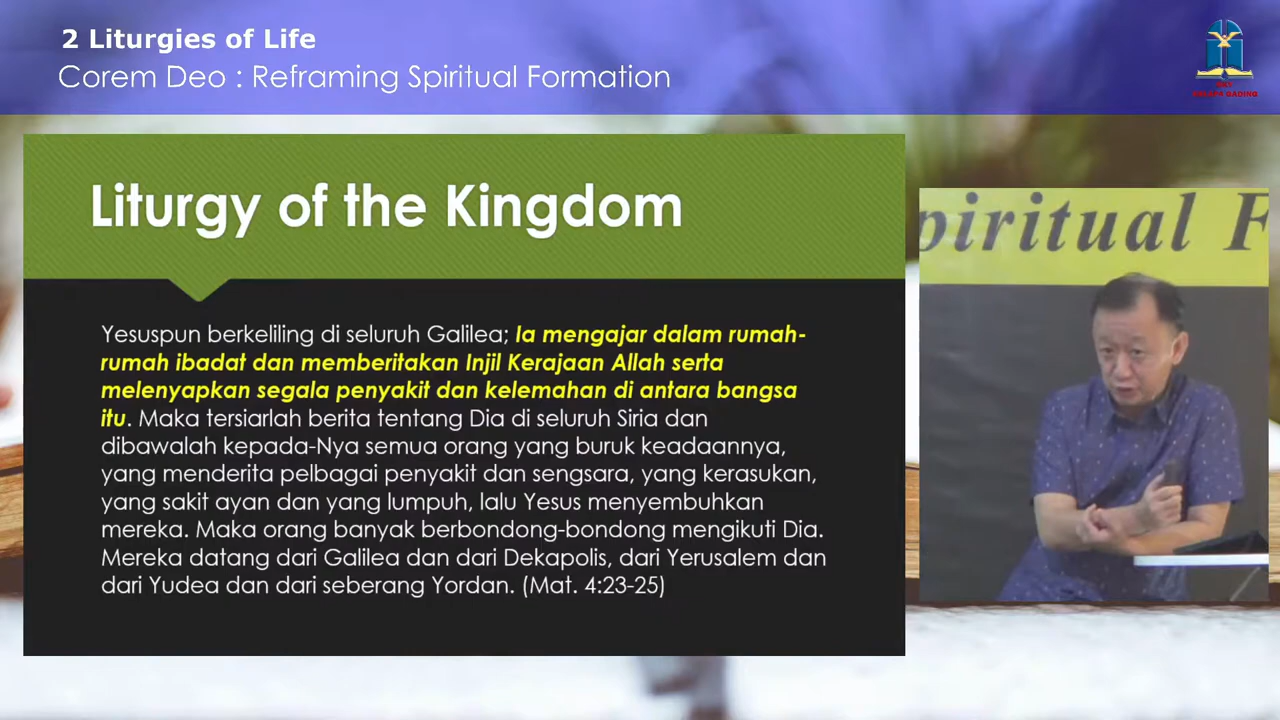 2 Liturgies of Life
Corem Deo : Reframing Spiritual Formation
KELAPA GADING
Liturgy of the Kingdom
piritual F
Yesuspun berkeliling di seluruh Galilea; Ia mengajar dalam rumah-
rumah ibadat dan memberitakan Injil Kerajaan Allah serta
melenyapkan segala penyakit dan kelemahan di antara bangsa
itu. Maka tersiarlah berita tentang Dia di seluruh Siria dan
dibawalah kepada-Nya semua orang yang buruk keadaannya,
yang menderita pelbagai penyakit dan sengsara, yang kerasukan,
yang sakit ayan dan yang lumpuh, lalu Yesus menyembuhkan
mereka. Maka orang banyak berbondong-bondong mengikuti Dia.
Mereka datang dari Galilea dan dari Dekapolis, dari Yerusalem dan
dari Yudea dan dari seberang Yordan. (Mat. 4:23-25)